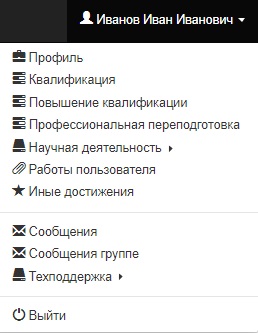 Иванов Иван Иванович
Профиль
Квалификация
Повышение квалификации
Профессиональная переподготовка
Научная деятельность
Работы пользователя
Иные достижения
Сообщения
Сообщения группе
Техподдержка
Выйти